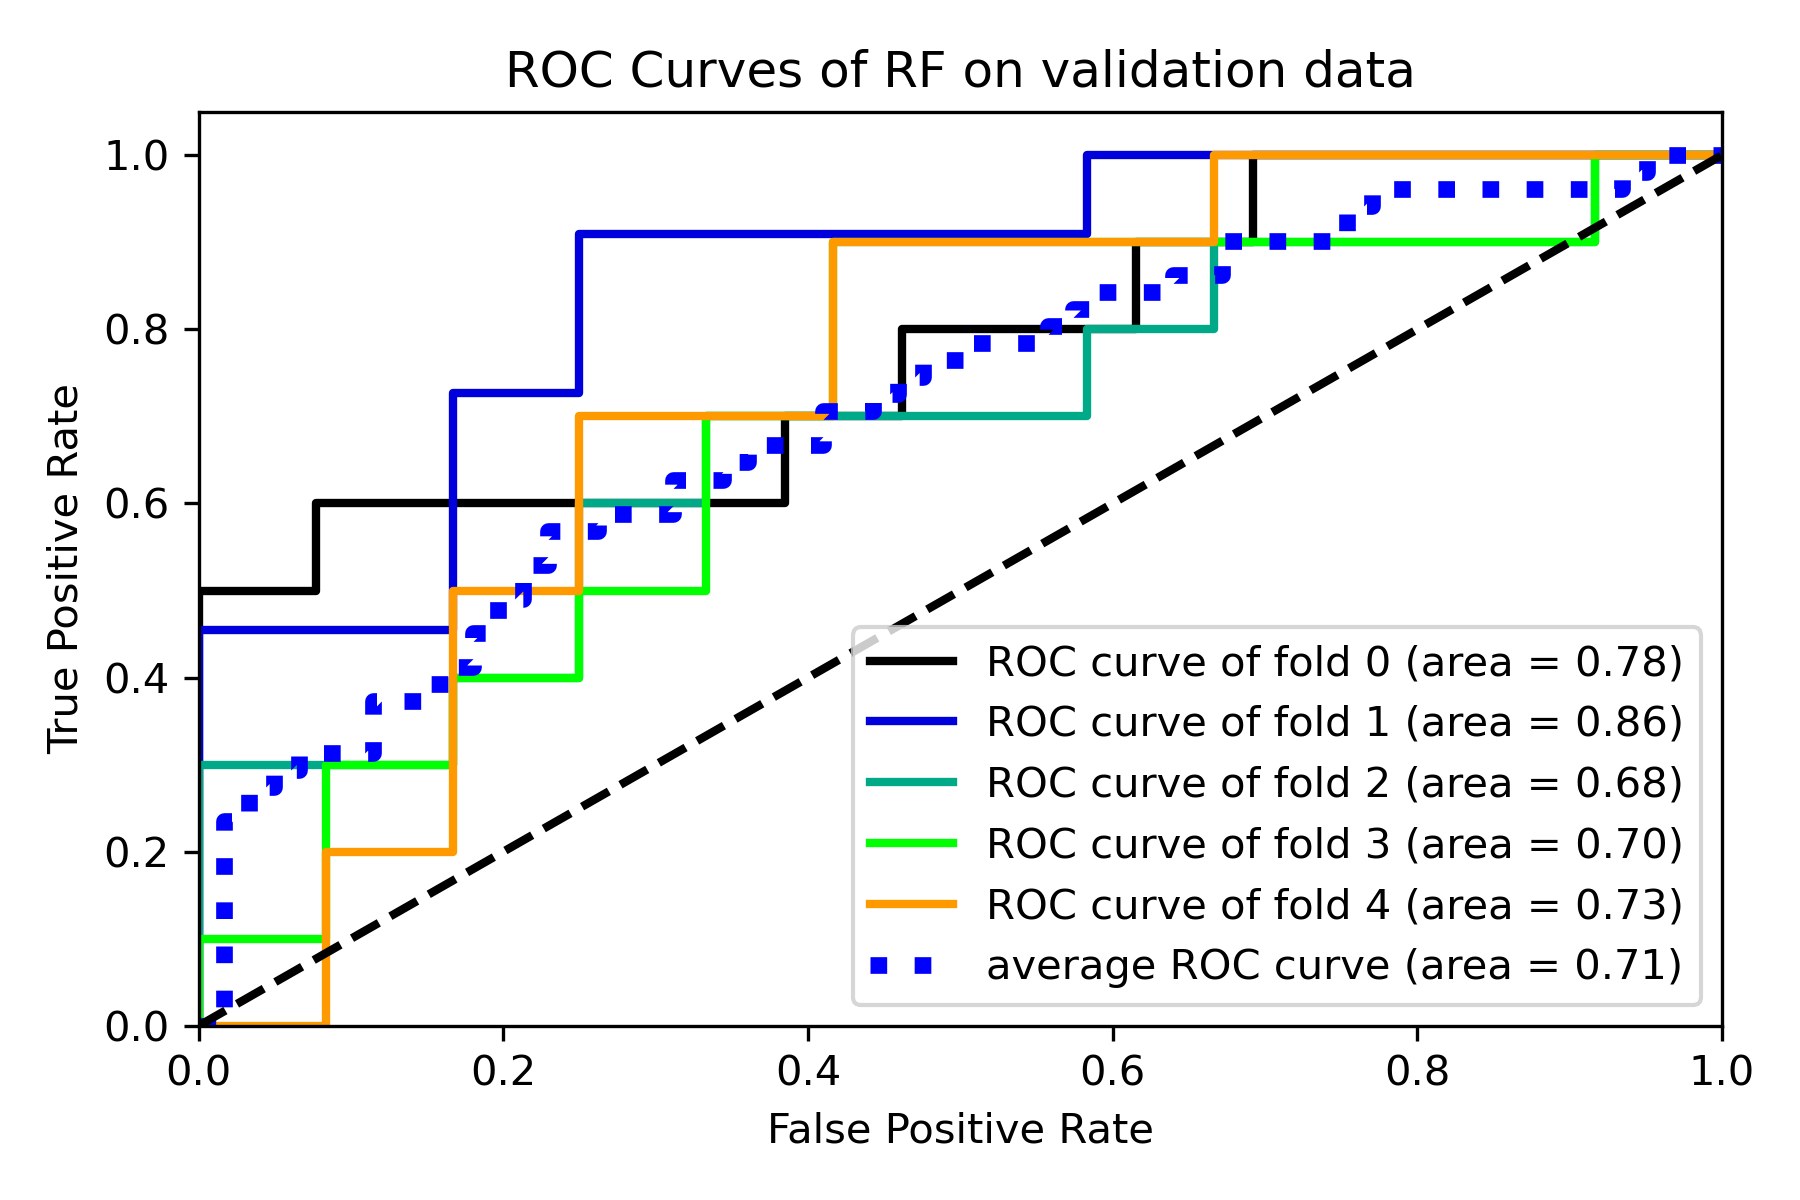 ROC Curves of RF on validation data
True Positive Rate
1.0
0.8
0.6
0.4
0.2
0.0
ROC curve of fold 0 (area = 0.78)
ROC curve of fold 1 (area = 0.86)
ROC curve of fold 2 (area = 0.68)
ROC curve of fold 3 (area = 0.70)
ROC curve of fold 4 (area = 0.73)
average ROC curve (area = 0.71)
0.0 0.2 0.4 0.6 0.8 1.0
False Positive Rate